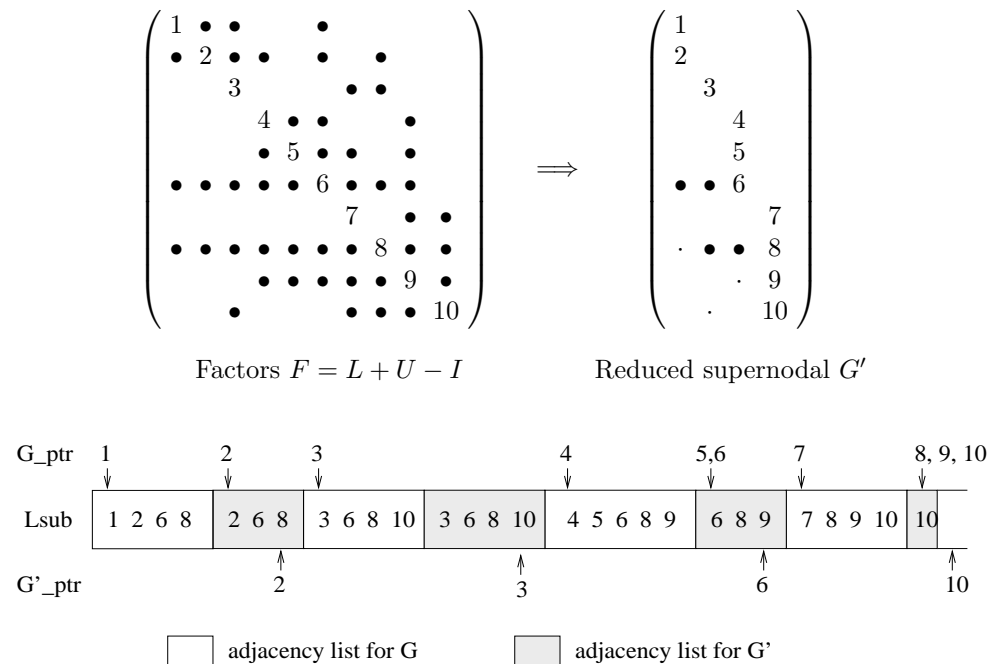 1 • • •
• 2 • • • •
3 • •
4 • • •
• 5 • • •
• • • • • 6 • • •
7 • •
• • • • • • • 8 • •
• • • • • 9 •
• • • • 10
⟹
1
2
3
4
5
• • 6
7
· • • 8
· 9
· 10
Factors F = L + U − I
Reduced supernodal G′
G_ptr 1 2 3 4 5,6 7 8, 9, 10
Lsub 1 2 6 8 2 6 8 3 6 8 10 3 6 8 10 4 5 6 8 9 6 8 9 7 8 9 10 10
G'_ptr 2 3 6 10
adjacency list for G adjacency list for G'